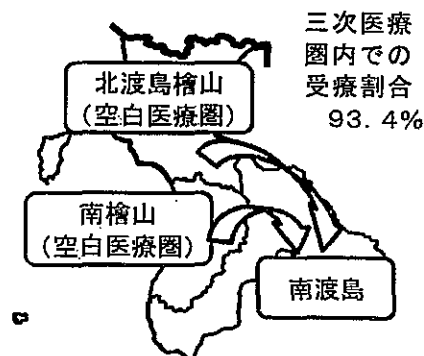 三次医療
圏内での
受療割合
93.4%
北渡島檜山
(空白医療圏)
南檜山
(空白医療圏)
南渡島